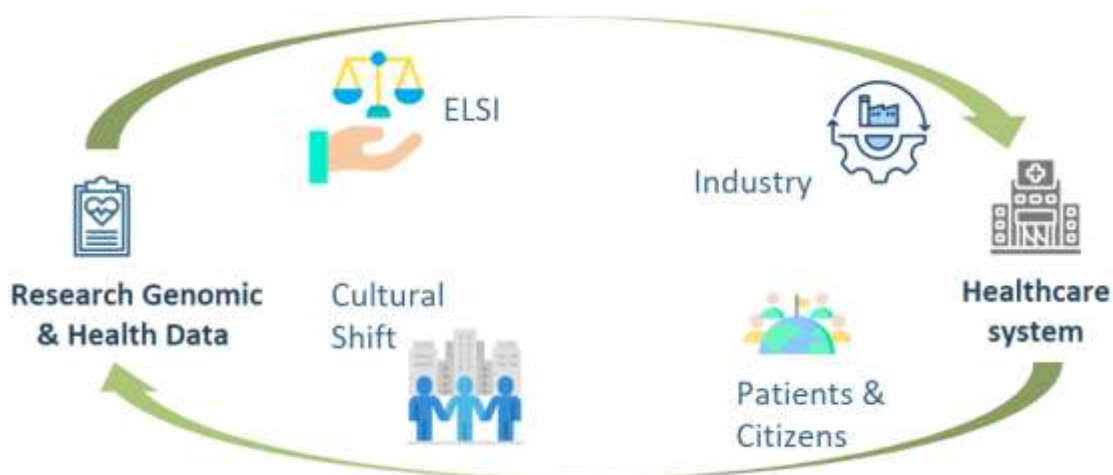 ELSI
Industry
Research Genomic
& Health Data
Cultural
Shift
Healthcare
system
Patients &
Citizens